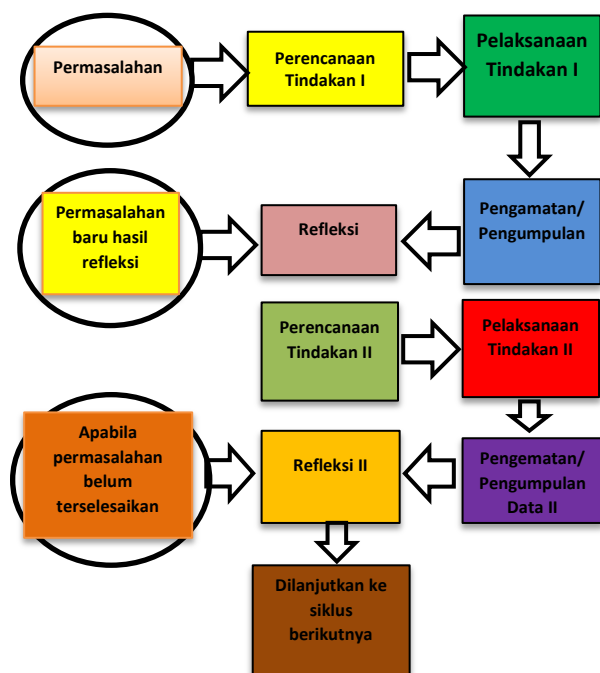 Permasalahan
Perencanaan
Tindakan I
Pelaksanaan
Tindakan I
Permasalahan
baru hasil
refleksi
Refleksi
Pengamatan/
Pengumpulan
Perencanaan
Tindakan II
Pelaksanaan
Tindakan II
Apabila
permasalahan
belum
terselesaikan
Refleksi II
Pengematan/
Pengumpulan
Data II
Dilanjutkan ke
siklus
berikutnya